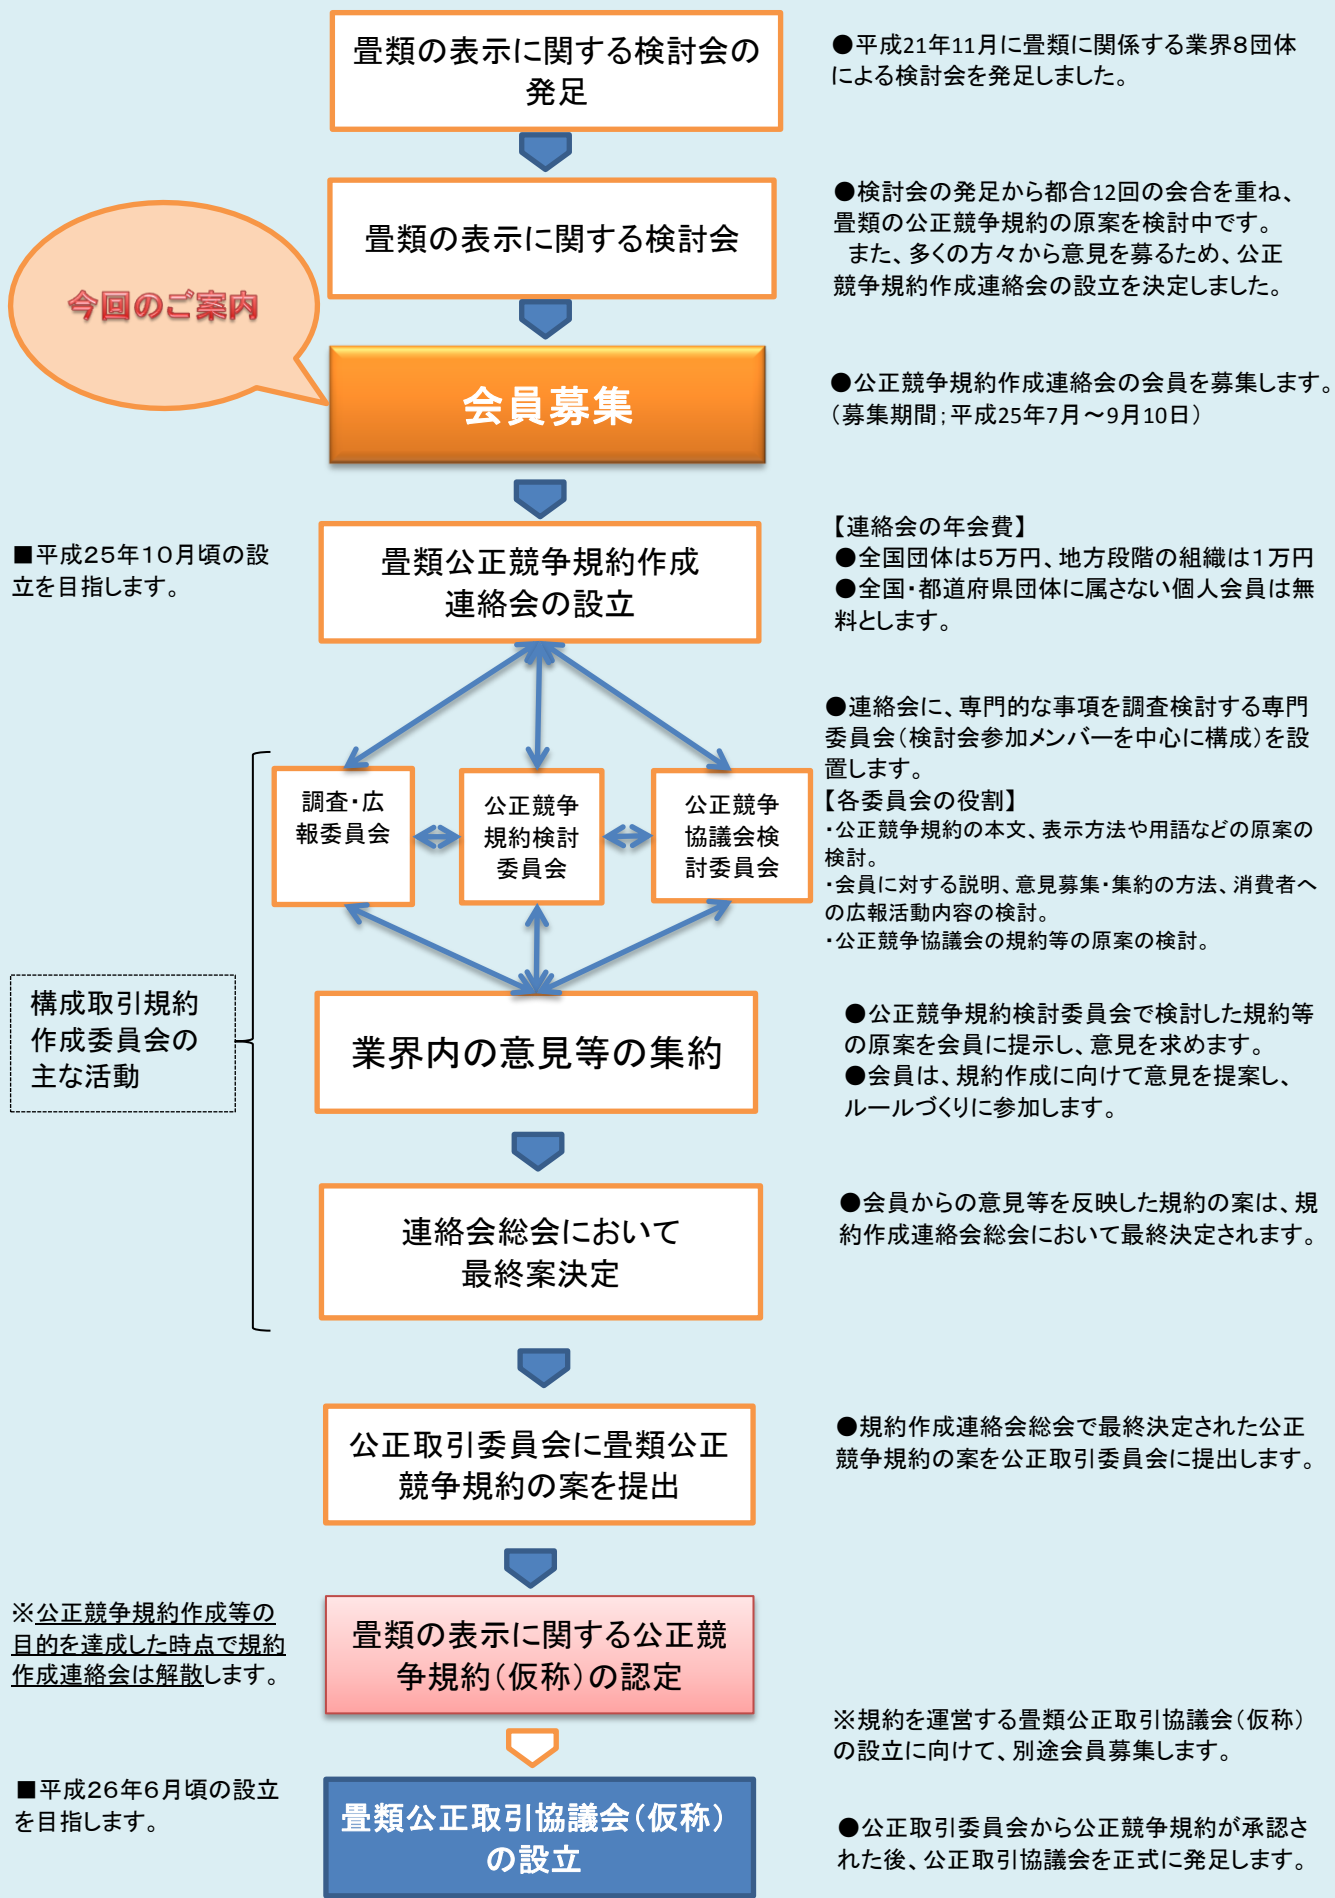 畳類の表示に関する検討会の
発足
●平成21年11月に畳類に関係する業界8団体
による検討会を発足しました。
畳類の表示に関する検討会
●検討会の発足から都合12回の会合を重ね、
畳類の公正競争規約の原案を検討中です。
また、多くの方々から意見を募るため、公正
競争規約作成連絡会の設立を決定しました。
今回のご案内
会員募集
●公正競争規約作成連絡会の会員を募集します。
（募集期間；平成25年7月～9月10日）
■平成25年10月頃の設
立を目指します。
畳類公正競争規約作成
連絡会の設立
【連絡会の年会費】
●全国団体は5万円、地方段階の組織は1万円
●全国・都道府県団体に属さない個人会員は無
料とします。
●連絡会に、専門的な事項を調査検討する専門
委員会（検討会参加メンバーを中心に構成）を設
置します。
【各委員会の役割】
・公正競争規約の本文、表示方法や用語などの原案の
検討。
・会員に対する説明、意見募集・集約の方法、消費者へ
の広報活動内容の検討。
・公正競争協議会の規約等の原案の検討。
調査・広
報委員会
公正競争
規約検討
委員会
公正競争
協議会検
討委員会
構成取引規約
作成委員会の
主な活動
業界内の意見等の集約
●公正競争規約検討委員会で検討した規約等
の原案を会員に提示し、意見を求めます。
●会員は、規約作成に向けて意見を提案し、
ルールづくりに参加します。
連絡会総会において
最終案決定
●会員からの意見等を反映した規約の案は、規
約作成連絡会総会において最終決定されます。
公正取引委員会に畳類公正
競争規約の案を提出
●規約作成連絡会総会で最終決定された公正
競争規約の案を公正取引委員会に提出します。
※公正競争規約作成等の
目的を達成した時点で規約
作成連絡会は解散します。
畳類の表示に関する公正競
争規約（仮称）の認定
※規約を運営する畳類公正取引協議会（仮称）
の設立に向けて、別途会員募集します。
■平成26年6月頃の設立
を目指します。
畳類公正取引協議会（仮称）
の設立
●公正取引委員会から公正競争規約が承認さ
れた後、公正取引協議会を正式に発足します。